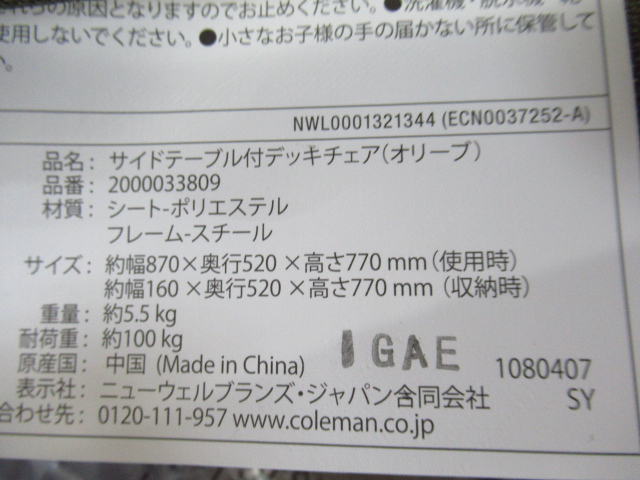 の原因となりますのでお止めください。●洗濯機・脱水機・乾
使用しないでください。●小さなお子様の手の届かない所に保管して
い。
NWL0001321344 (ECN0037252-A)
品名：サイドテーブル付デッキチェア（オリーブ）
品番：2000033809
材質：シート-ポリエステル
フレーム-スチール
サイズ：約幅870×奥行520×高さ770 mm（使用時）
約幅160×奥行520×高さ770 mm（収納時）
重量：約5.5 kg
耐荷重：約100 kg
原産国：中国 (Made in China)
IGAE
1080407
表示社：ニューウェルブランズ・ジャパン合同会社
SY
合わせ先：0120-111-957 www.coleman.co.jp